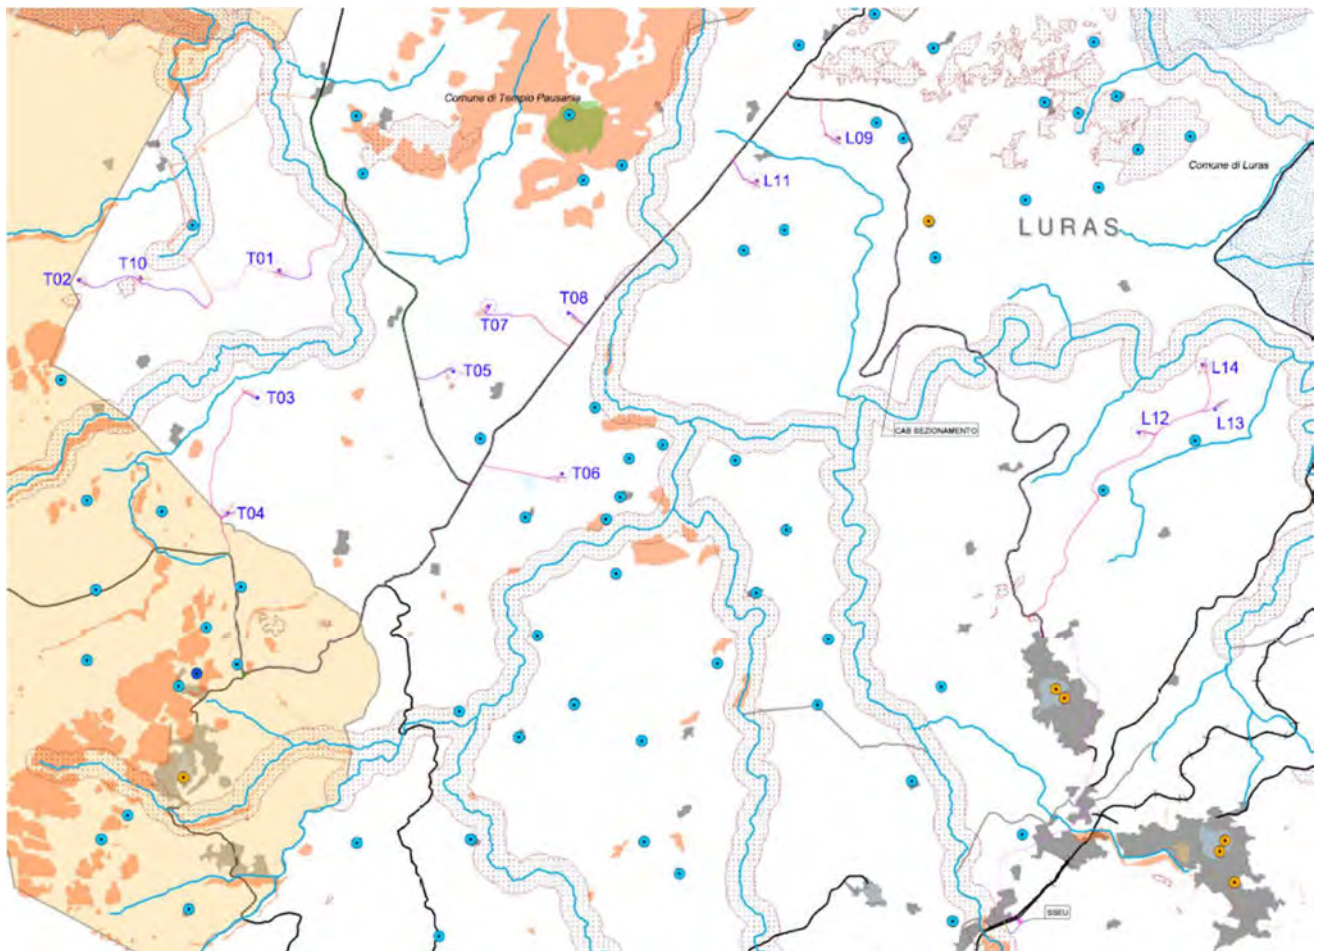 Comune di Tempio Pausania
L09
Comune di Luras
L11
LURAS
T02
T10
T01
T08
T07
T05
L14
T03
L12
L13
CAB SEZIONAMENTO
T06
T04
SSEU